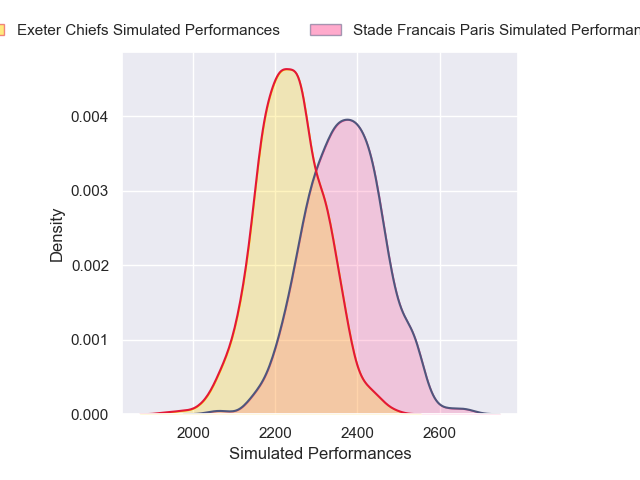 Exeter Chiefs Simulated Performances
Stade Francais Paris Simulated
0.004
0.003
0.002
0.001
0.000
Density
2000
2200
2400
2600
Simulated Performances